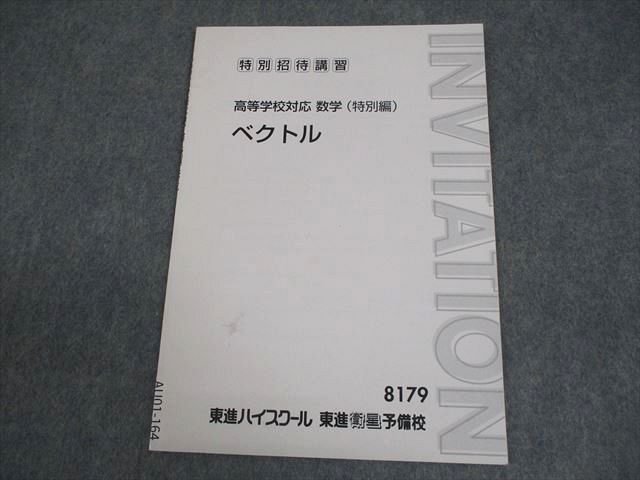 特別招待講習
高等学校対応 数学（特別編）
ベクトル
INVITATION
8179
東進ハイスクール 東進衛星予備校
AU01-164